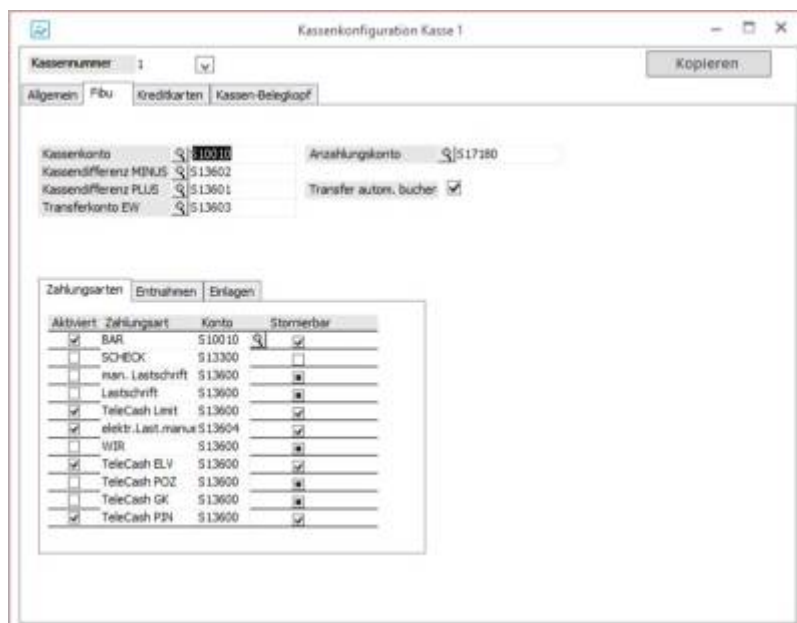 Kassenkonfiguration Kasse 1
Kassennummer 1 Kopieren
Allgemein Fibu Kreditkarten Kassen-Belegkopf
Kassenkonto S10010 Anzahlungskonto S17180
Kassendifferenz MINUS S13602
Kassendifferenz PLUS S13601 Transfer autom. bucher
Transferkonto EW S13603
Zahlungsarten Entnahmen Einlagen
Aktiviert Zahlungsart Konto Stornierbar
BAR S10010
SCHECK S13300
man. Lastschrift S13600
Lastschrift S13600
TeleCash Limit S13600
elektr.Last.manue S13604
WIR S13600
TeleCash ELV S13600
TeleCash POZ S13600
TeleCash GK S13600
TeleCash PIN S13600